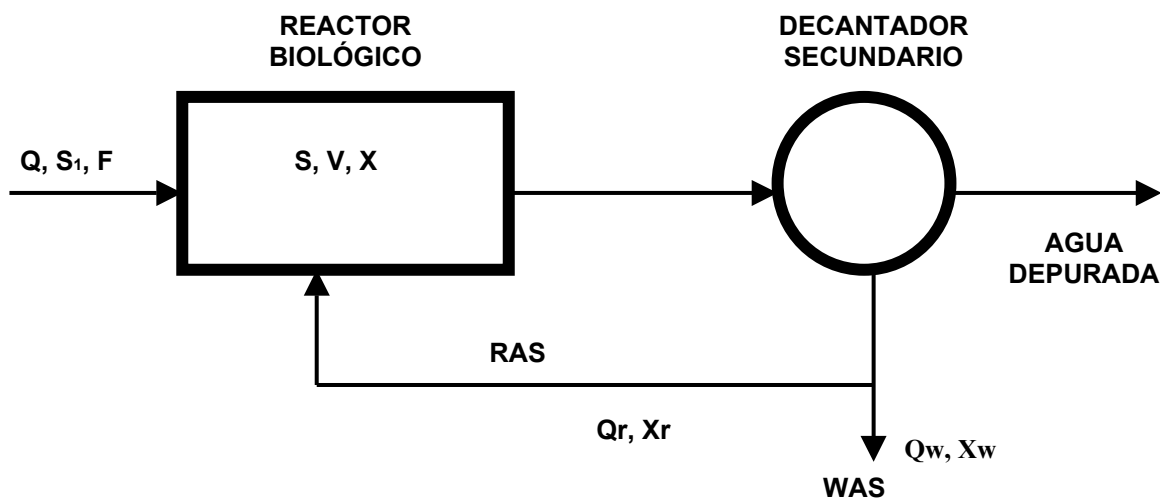 REACTOR
BIOLÓGICO
DECANTADOR
SECUNDARIO
Q, S₁, F
S, V, X
AGUA
DEPURADA
RAS
Qr, Xr
Qw, Xw
WAS